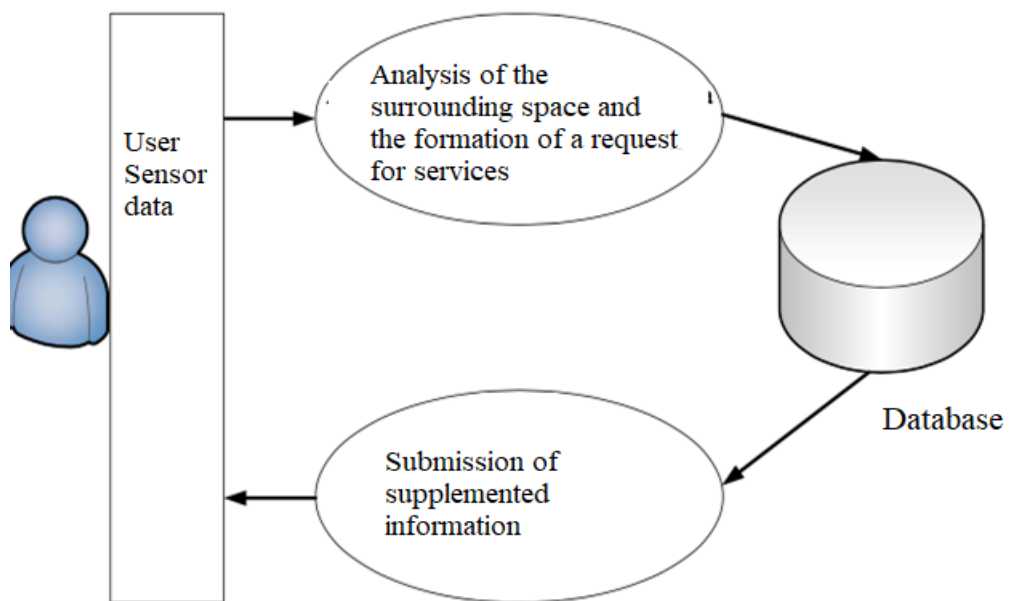 User
Sensor
data
Analysis of the
surrounding space and
the formation of a request
for services
Database
Submission of
supplemented
information